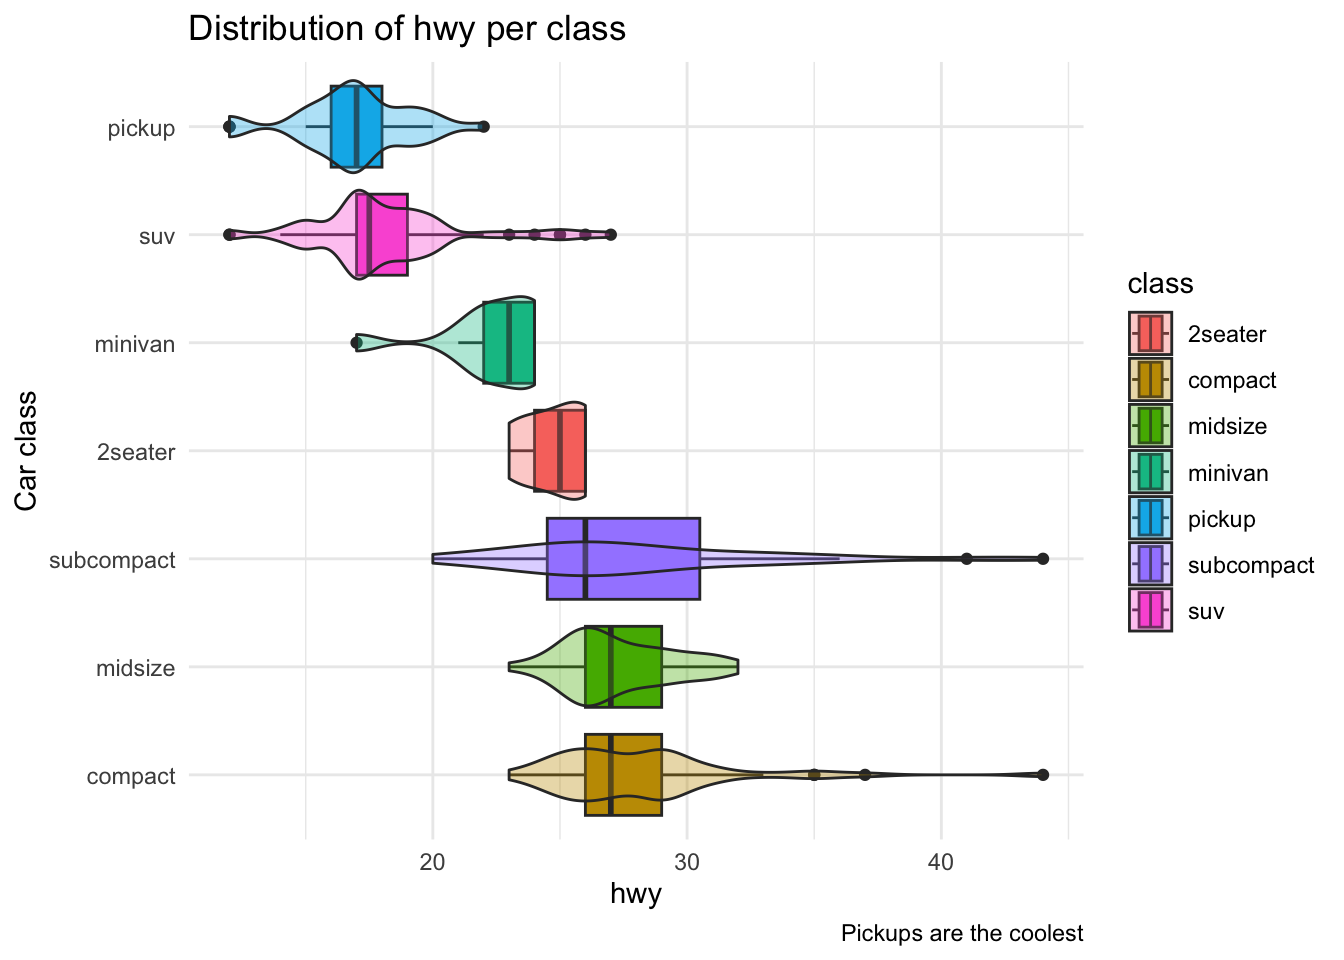 Distribution of hwy per class
pickup
suv
minivan
2seater
subcompact
midsize
compact
Car class
20 30 40
hwy
Pickups are the coolest
class
2seater
compact
midsize
minivan
pickup
subcompact
suv